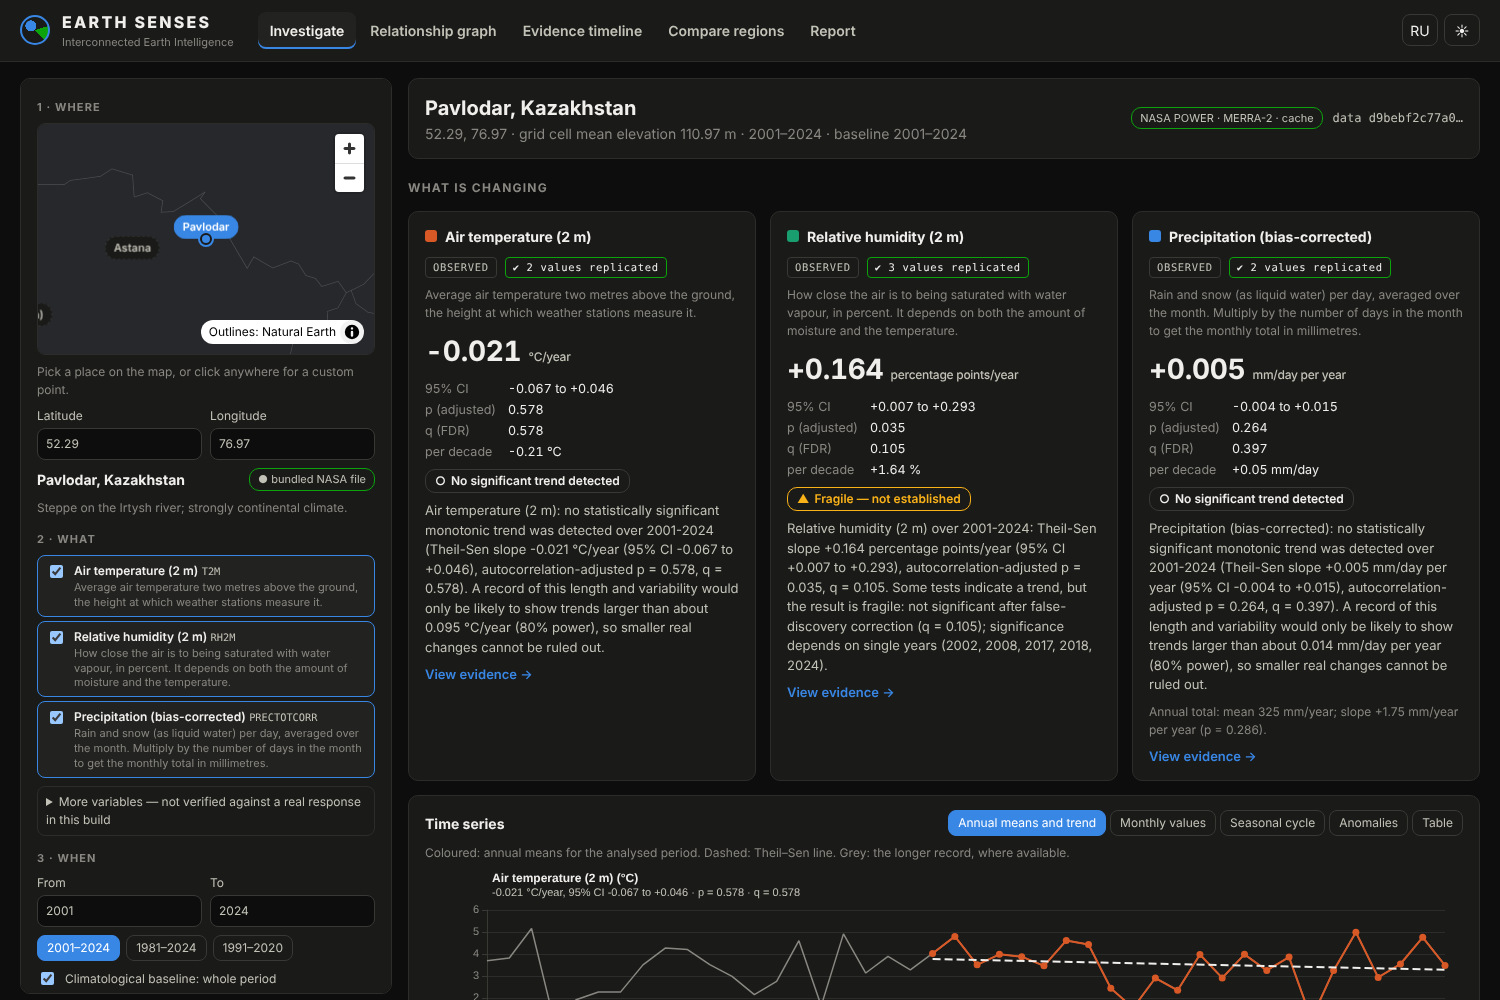 EARTH SENSES
Interconnected Earth Intelligence
Investigate
Relationship graph
Evidence timeline
Compare regions
Report
RU
1 · WHERE
+
−
Pavlodar
Astana
Outlines: Natural Earth
Pick a place on the map, or click anywhere for a custom
point.
Latitude
Longitude
52.29
76.97
Pavlodar, Kazakhstan
bundled NASA file
Steppe on the Irtysh river; strongly continental climate.
2 · WHAT
Air temperature (2 m) T2M
Average air temperature two metres above the ground,
the height at which weather stations measure it.
Relative humidity (2 m) RH2M
How close the air is to being saturated with water
vapour, in percent. It depends on both the amount of
moisture and the temperature.
Precipitation (bias-corrected) PRECTOTCORR
Rain and snow (as liquid water) per day, averaged over
the month. Multiply by the number of days in the month
to get the monthly total in millimetres.
More variables — not verified against a real response
in this build
3 · WHEN
From
To
2001
2024
2001–2024
1981–2024
1991–2020
Climatological baseline: whole period
Pavlodar, Kazakhstan
52.29, 76.97 · grid cell mean elevation 110.97 m · 2001–2024 · baseline 2001–2024
NASA POWER · MERRA-2 · cache
data d9bebf2c77a0…
WHAT IS CHANGING
Air temperature (2 m)
OBSERVED
✔ 2 values replicated
Average air temperature two metres above the ground,
the height at which weather stations measure it.
-0.021 °C/year
95% CI -0.067 to +0.046
p (adjusted) 0.578
q (FDR) 0.578
per decade -0.21 °C
No significant trend detected
Air temperature (2 m): no statistically significant
monotonic trend was detected over 2001-2024
(Theil-Sen slope -0.021 °C/year (95% CI -0.067 to
+0.046), autocorrelation-adjusted p = 0.578, q =
0.578). A record of this length and variability would
only be likely to show trends larger than about
0.095 °C/year (80% power), so smaller real
changes cannot be ruled out.
View evidence →
Relative humidity (2 m)
OBSERVED
✔ 3 values replicated
How close the air is to being saturated with water
vapour, in percent. It depends on both the amount of
moisture and the temperature.
+0.164 percentage points/year
95% CI +0.007 to +0.293
p (adjusted) 0.035
q (FDR) 0.105
per decade +1.64 %
Fragile — not established
Relative humidity (2 m) over 2001-2024: Theil-Sen
slope +0.164 percentage points/year (95% CI
+0.007 to +0.293), autocorrelation-adjusted p =
0.035, q = 0.105. Some tests indicate a trend, but
the result is fragile: not significant after false-
discovery correction (q = 0.105); significance
depends on single years (2002, 2008, 2017, 2018,
2024).
View evidence →
Precipitation (bias-corrected)
OBSERVED
✔ 2 values replicated
Rain and snow (as liquid water) per day, averaged over
the month. Multiply by the number of days in the month
to get the monthly total in millimetres.
+0.005 mm/day per year
95% CI -0.004 to +0.015
p (adjusted) 0.264
q (FDR) 0.397
per decade +0.05 mm/day
No significant trend detected
Precipitation (bias-corrected): no statistically
significant monotonic trend was detected over
2001-2024 (Theil-Sen slope +0.005 mm/day per
year (95% CI -0.004 to +0.015), autocorrelation-
adjusted p = 0.264, q = 0.397). A record of this
length and variability would only be likely to show
trends larger than about 0.014 mm/day per year
(80% power), so smaller real changes cannot be
ruled out.
Annual total: mean 325 mm/year; slope +1.75 mm/year
per year (p = 0.286).
View evidence →
Time series
Annual means and trend
Monthly values
Seasonal cycle
Anomalies
Table
Coloured: annual means for the analysed period. Dashed: Theil–Sen line. Grey: the longer record, where available.
Air temperature (2 m) (°C)
-0.021 °C/year, 95% CI -0.067 to +0.046 · p = 0.578 · q = 0.578
6
5
4
3
2